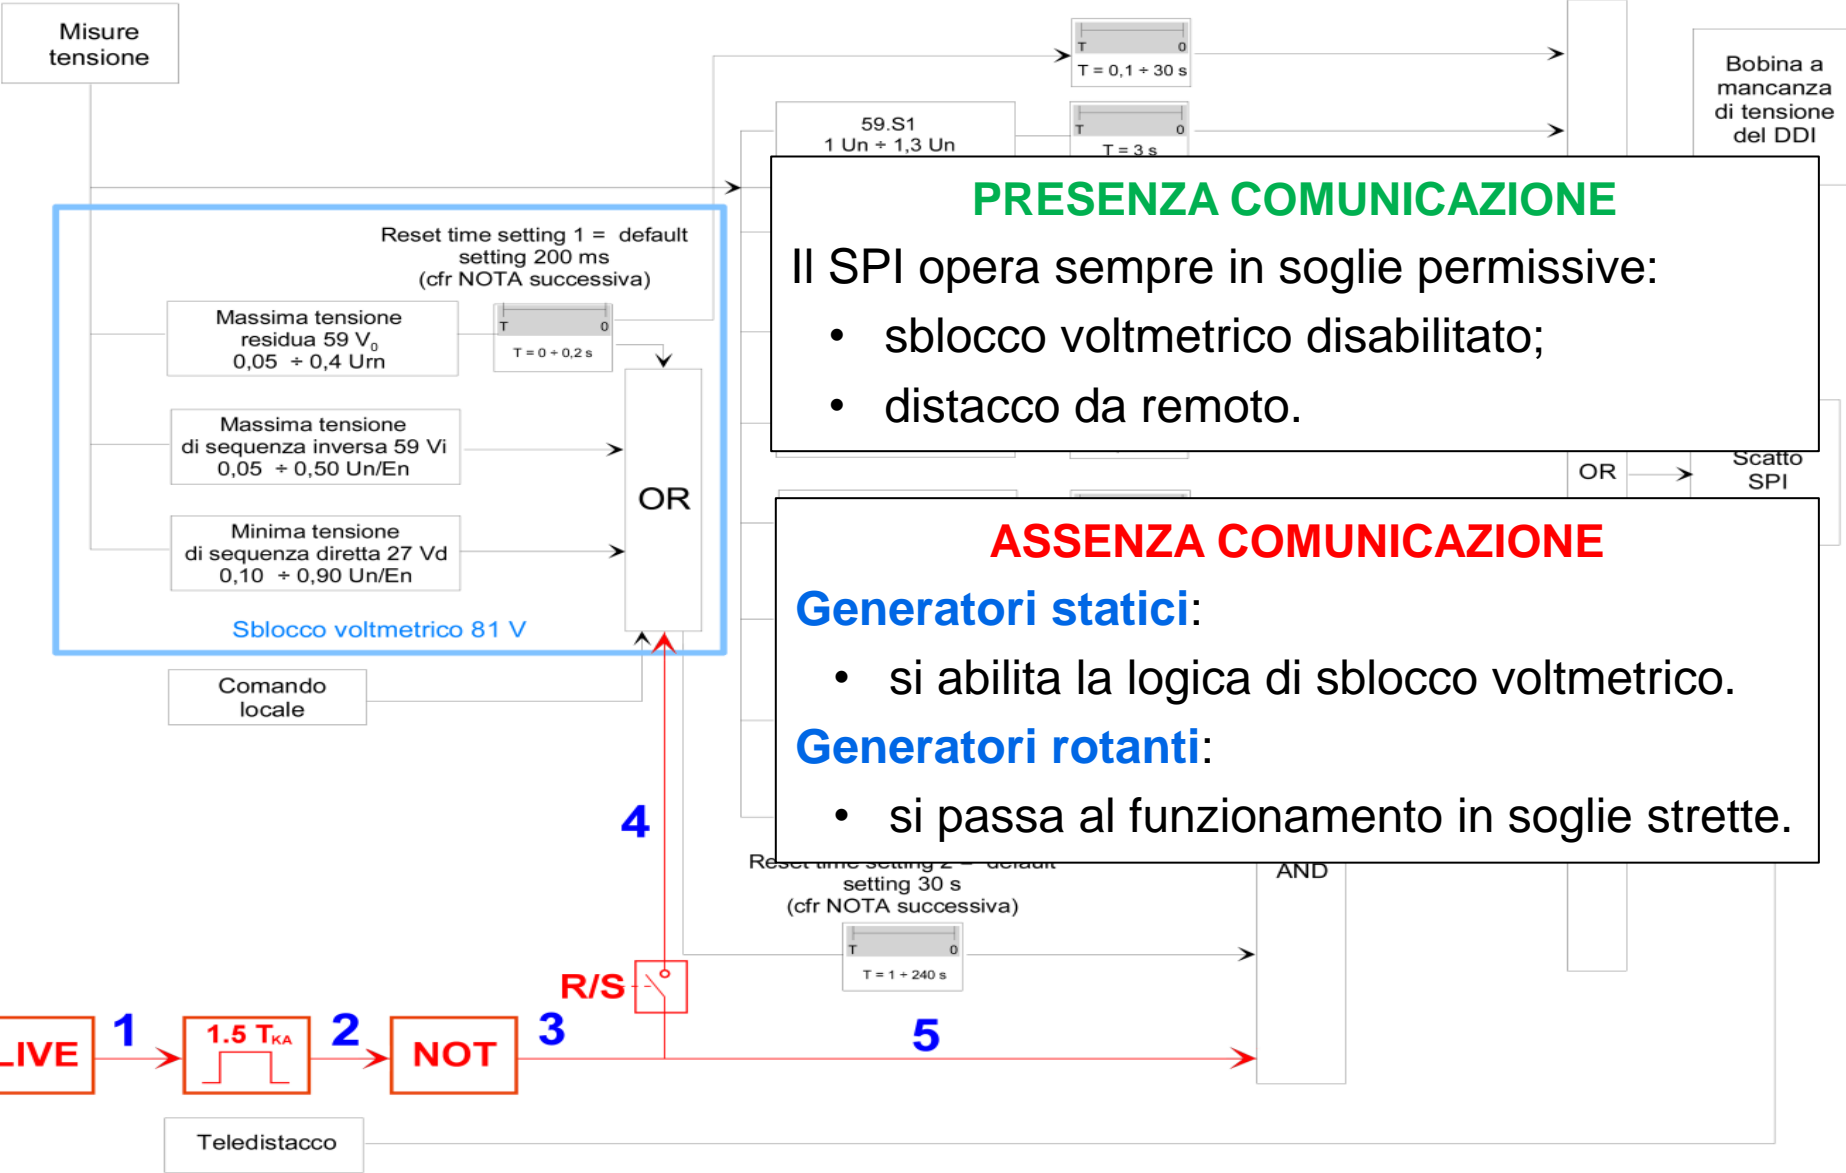 Misure
tensione
T 0
T = 0,1 ÷ 30 s
Bobina a
mancanza
di tensione
del DDI
59.S1
1 Un ÷ 1,3 Un
T 0
T = 3 s
PRESENZA COMUNICAZIONE
Il SPI opera sempre in soglie permissive:
• sblocco voltmetrico disabilitato;
• distacco da remoto.
Reset time setting 1 = default
setting 200 ms
(cfr NOTA successiva)
Massima tensione
residua 59 V0
0,05 ÷ 0,4 Urn
T 0
T = 0 ÷ 0,2 s
Massima tensione
di sequenza inversa 59 Vi
0,05 ÷ 0,50 Un/En
OR
Minima tensione
di sequenza diretta 27 Vd
0,10 ÷ 0,90 Un/En
Sblocco voltmetrico 81 V
OR
Scatto
SPI
ASSENZA COMUNICAZIONE
Generatori statici:
• si abilita la logica di sblocco voltmetrico.
Generatori rotanti:
• si passa al funzionamento in soglie strette.
Comando
locale
4
Reset time setting 2 = default
setting 30 s
(cfr NOTA successiva)
AND
T 0
T = 1 ÷ 240 s
R/S
LIVE
1
1.5 TKA
2
NOT
3
5
Teledistacco